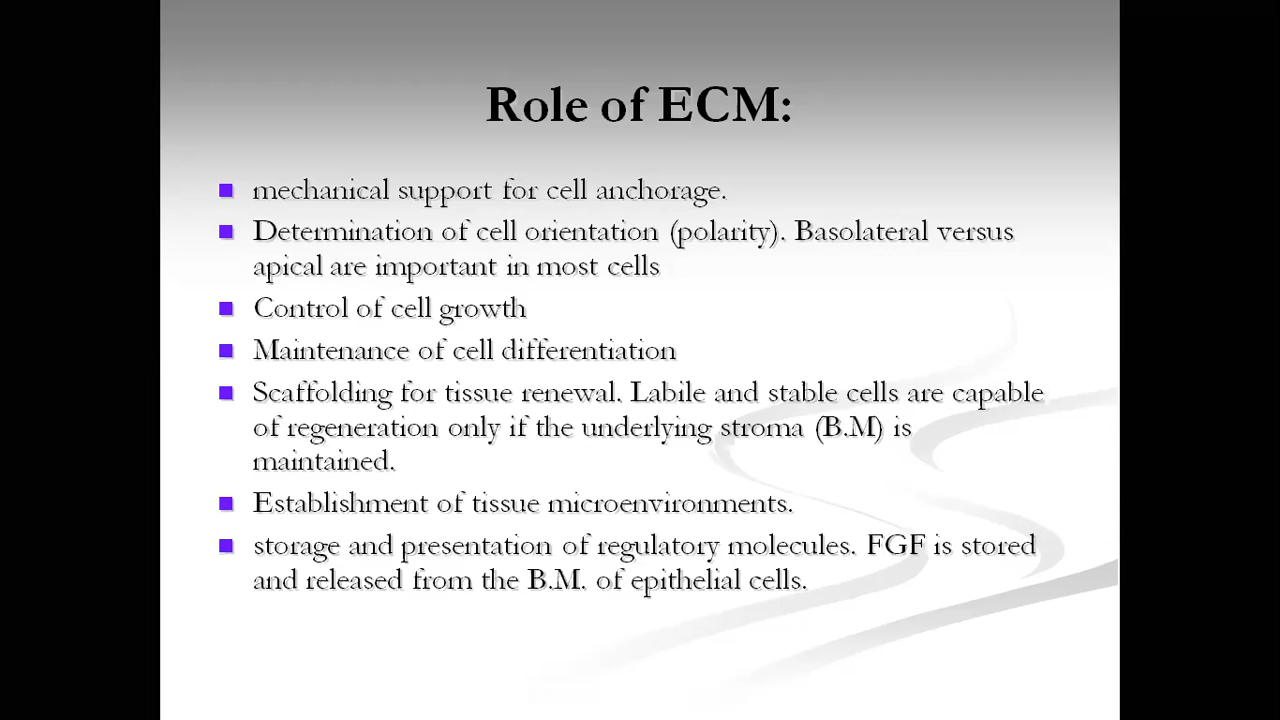 Role of ECM:
mechanical support for cell anchorage.
Determination of cell orientation (polarity). Basolateral versus
apical are important in most cells
Control of cell growth
Maintenance of cell differentiation
Scaffolding for tissue renewal. Labile and stable cells are capable
of regeneration only if the underlying stroma (B.M) is
maintained.
Establishment of tissue microenvironments.
storage and presentation of regulatory molecules. FGF is stored
and released from the B.M. of epithelial cells.